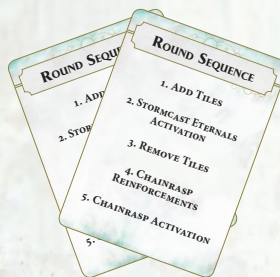 ROUND SEQUENCE
1. ADD TILES
2. STORMCAST ETERNALS
ACTIVATION
3. REMOVE TILES
4. CHAINRASP
REINFORCEMENTS
5. CHAINRASP ACTIVATION
ROUND SEQU
1. ADD
2. STOR
5.